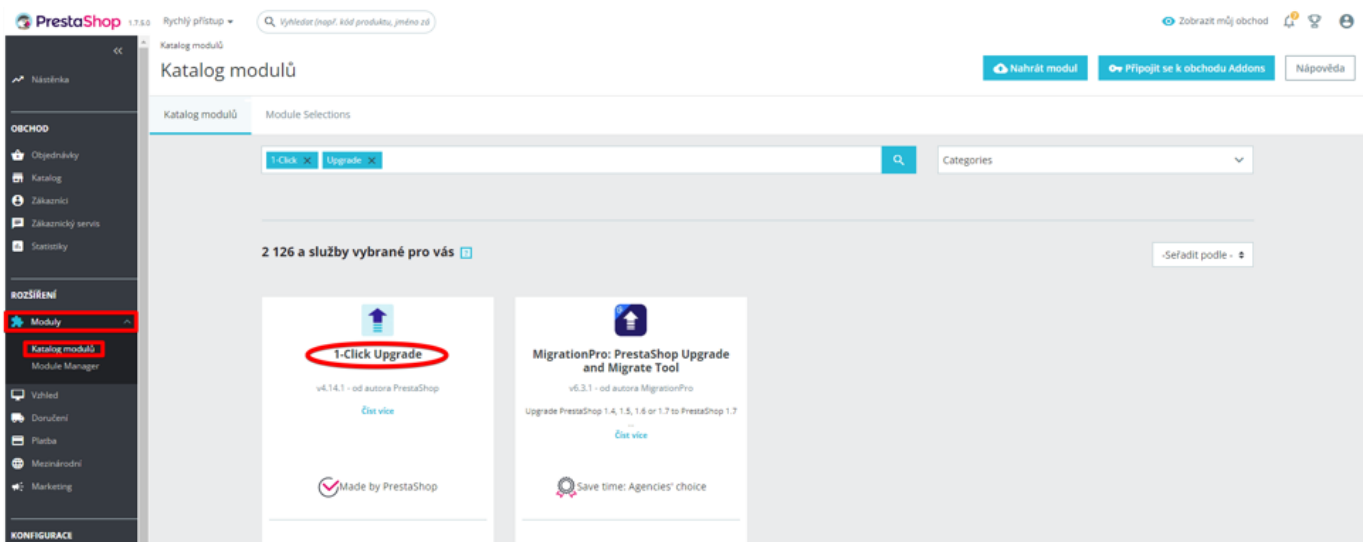 PrestaShop 1.7.5.0 Rychlý přístup Vyhledat (např. kód produktu, jméno zá Zobrazit můj obchod
Nástěnka
OBCHOD
Objednávky
Katalog
Zákazníci
Zákaznický servis
Statistiky
ROZŠÍŘENÍ
Moduly
Katalog modulů
Module Manager
Vzhled
Doručení
Platba
Mezinárodní
Marketing
KONFIGURACE
Katalog modulů
Katalog modulů
Nahrát modul Připojit se k obchodu Addons Nápověda
Katalog modulů Module Selections
1-Click Upgrade Categories
2 126 a služby vybrané pro vás ? -Seřadit podle -
1-Click Upgrade
v4.14.1 - od autora PrestaShop
Číst více
Made by PrestaShop
MigrationPro: PrestaShop Upgrade
and Migrate Tool
v6.3.1 - od autora MigrationPro
Upgrade PrestaShop 1.4, 1.5, 1.6 or 1.7 to PrestaShop 1.7
...
Číst více
Save time: Agencies' choice